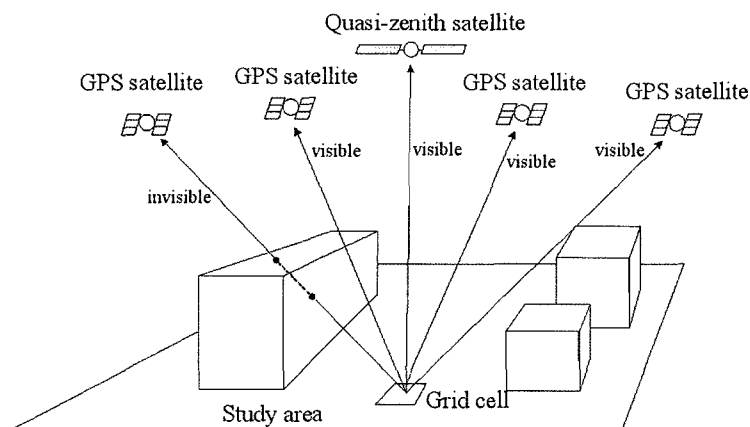 Quasi-zenith satellite
GPS satellite
GPS satellite
GPS satellite
GPS satellite
visible
visible
visible
visible
invisible
Study area
Grid cell